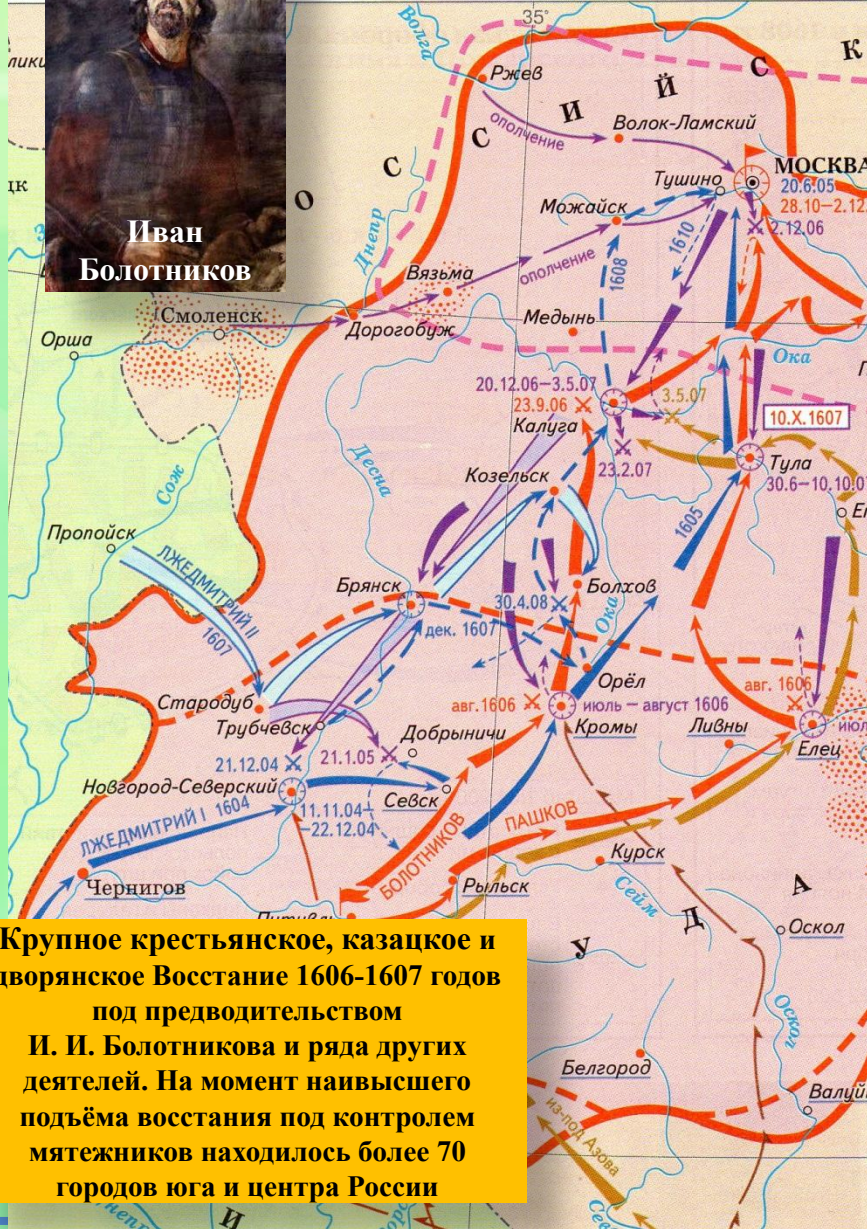 35°
Волга
Ржев
ополчение
Волок-Ламский
К
С
Й
И
С
С
О
МОСКВА
20.6.05
28.10–2.12
2.12.06
Тушино
Можайск
1610
Иван
Болотников
Днепр
Вязьма
ополчение
1608
Смоленск
Дорогобуж
Медынь
Орша
Ока
20.12.06–3.5.07
23.9.06
3.5.07
Калуга
10.X.1607
23.2.07
Тула
30.6–10.10.07
Десна
Козельск
Сож
1605
Пропойск
ЛЖЕДМИТРИЙ II
1607
Брянск
Болхов
30.4.08
Ока
дек. 1607
Орёл
Стародуб
Трубчевск
авг. 1606
июль – август 1606
авг. 1606
Кромы
Ливны
Елец
июл
21.1.05
Добрыничи
21.12.04
Новгород-Северский
Севск
11.11.04–
–22.12.04
ЛЖЕДМИТРИЙ I 1604
БОЛОТНИКОВ
ПАШКОВ
Чернигов
Рыльск
Курск
Сейм
А
Д
У
Оскол
Оскол
Крупное крестьянское, казацкое и
дворянское Восстание 1606-1607 годов
под предводительством
И. И. Болотникова и ряда других
деятелей. На момент наивысшего
подъёма восстания под контролем
мятежников находилось более 70
городов юга и центра России
Белгород
Валуй
из-под Азова
И